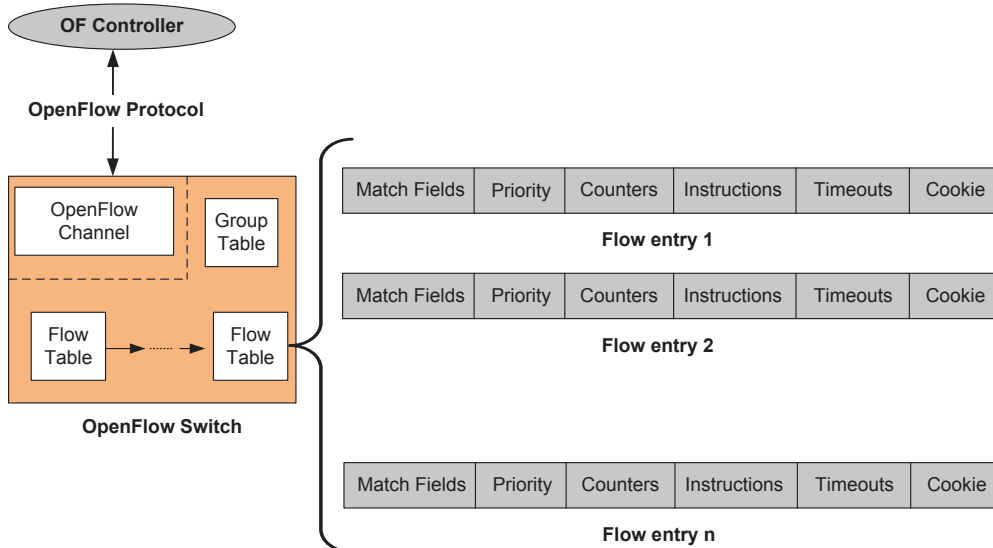 OF Controller
OpenFlow Protocol
OpenFlow
Channel
Group
Table
Flow
Table
Flow
Table
OpenFlow Switch
Match Fields Priority Counters Instructions Timeouts Cookie
Flow entry 1
Match Fields Priority Counters Instructions Timeouts Cookie
Flow entry 2
Match Fields Priority Counters Instructions Timeouts Cookie
Flow entry n